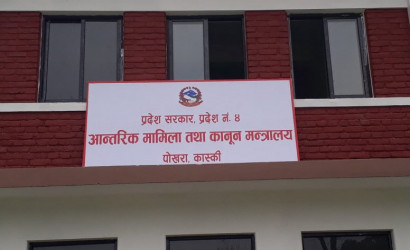 प्रदेश सरकार, प्रदेश नं. ४
आन्तरिक मामिला तथा कानून मन्त्रालय
पोखरा, कास्की